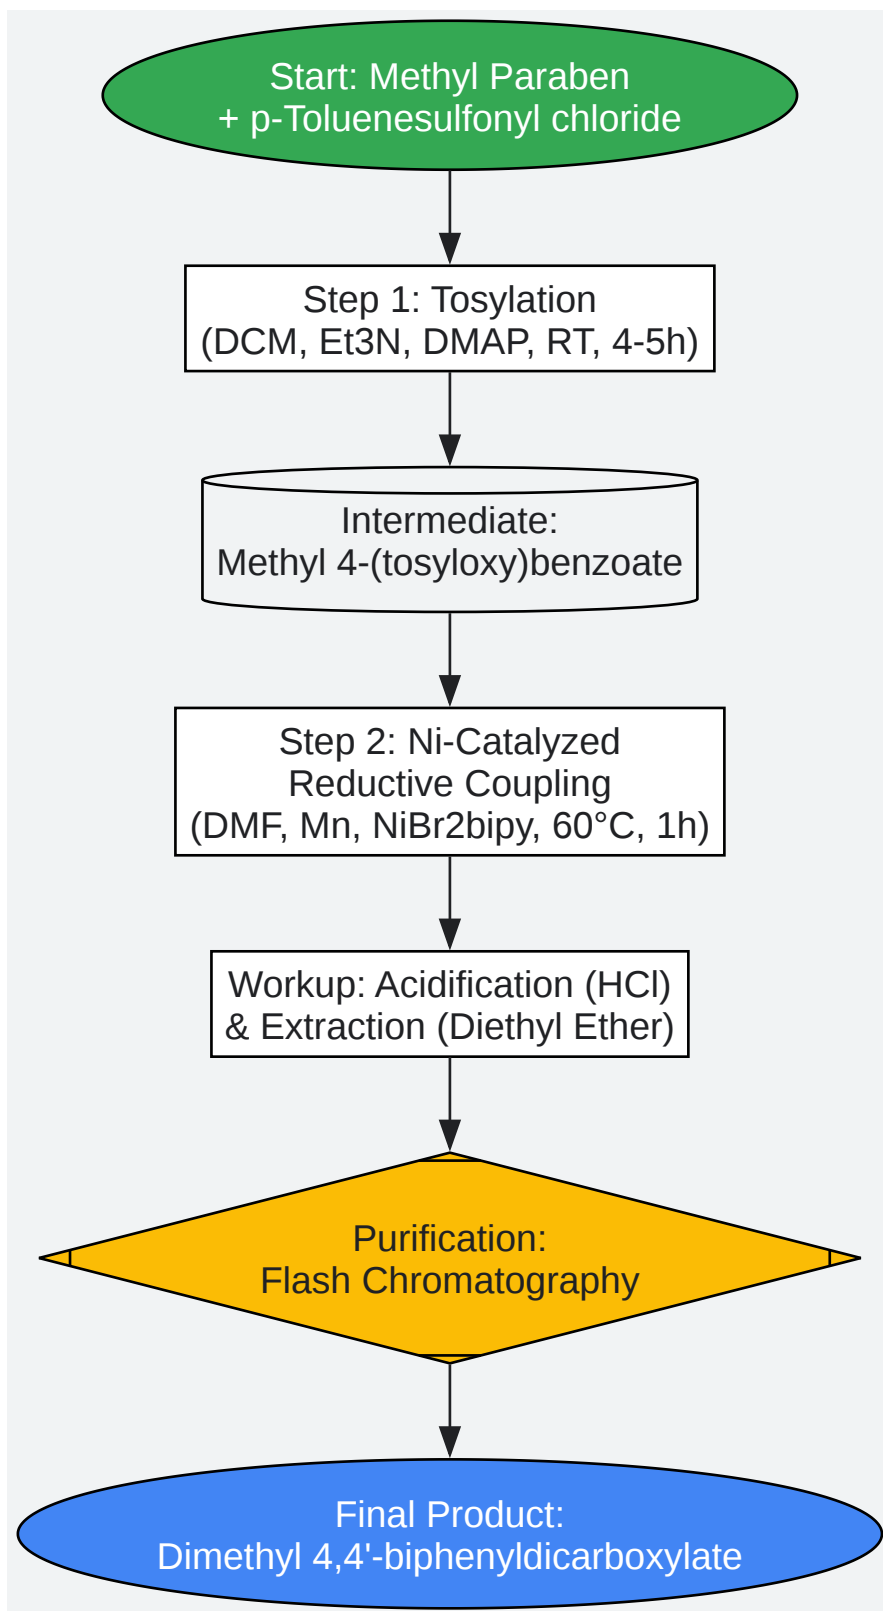 Start: Methyl Paraben
+ p-Toluenesulfonyl chloride
Step 1: Tosylation
(DCM, Et3N, DMAP, RT, 4-5h)
Intermediate:
Methyl 4-(tosyloxy)benzoate
Step 2: Ni-Catalyzed
Reductive Coupling
(DMF, Mn, NiBr2bipy, 60°C, 1h)
Workup: Acidification (HCl)
& Extraction (Diethyl Ether)
Purification:
Flash Chromatography
Final Product:
Dimethyl 4,4'-biphenyldicarboxylate